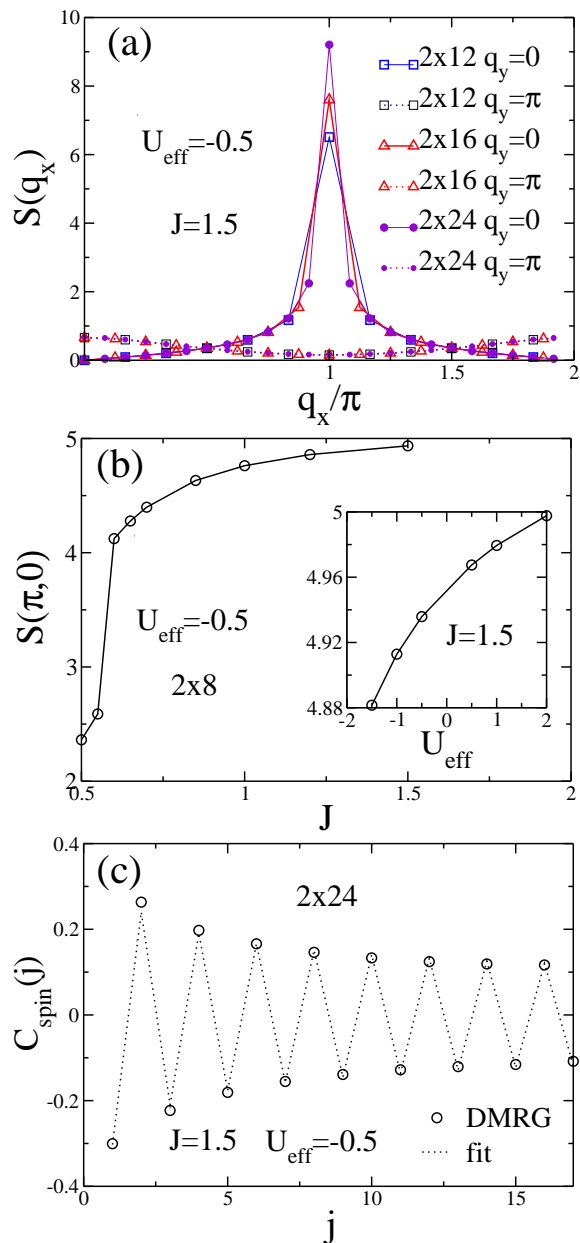 (a)
10
8
6
4
2
0
S(q_x)
U_eff=-0.5
J=1.5
2x12 q_y=0
2x12 q_y=π
2x16 q_y=0
2x16 q_y=π
2x24 q_y=0
2x24 q_y=π
1 1.5 2
q_x/π
(b)
5
4
3
2
S(π,0)
U_eff=-0.5
2x8
5
4.96
4.92
4.88
J=1.5
-2 -1 0 1 2
U_eff
0.5 1 1.5 2
J
(c)
0.4
0.2
0
-0.2
-0.4
C_spin(j)
2x24
J=1.5 U_eff=-0.5
DMRG
fit
0 5 10 15
j